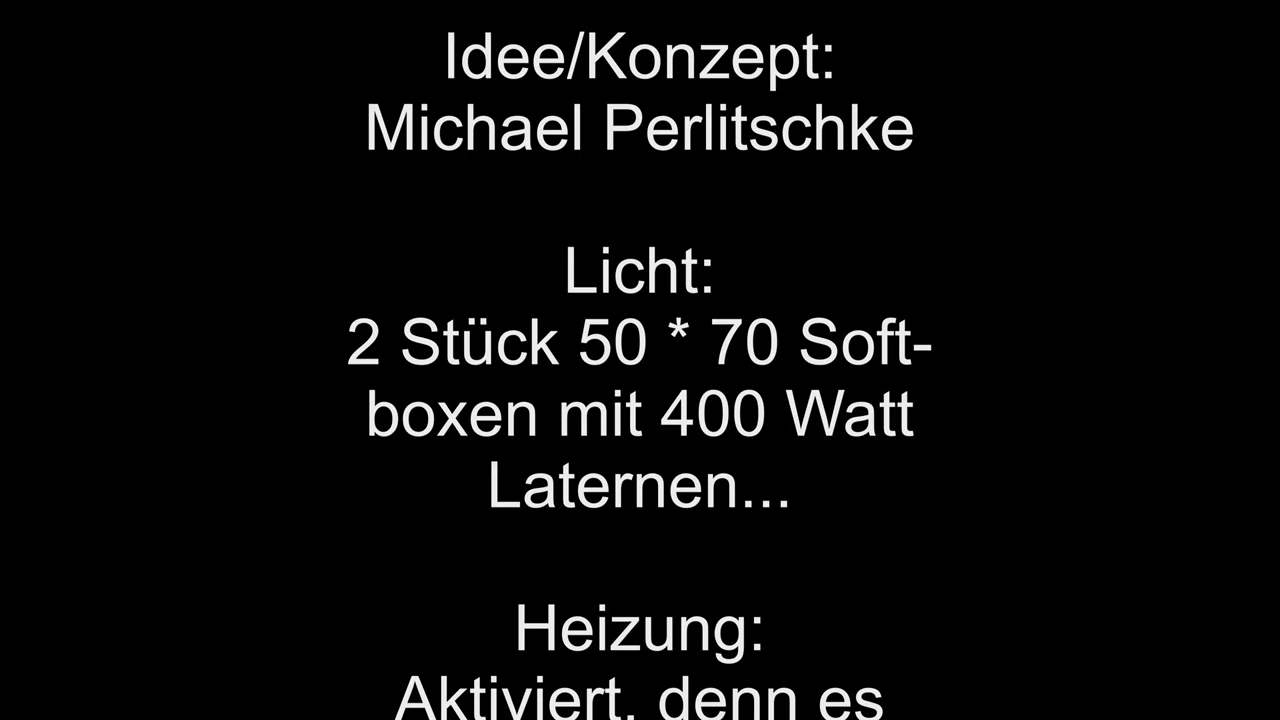 Idee/Konzept:
Michael Perlitschke
Licht:
2 Stück 50 * 70 Soft-
boxen mit 400 Watt
Laternen...
Heizung:
Aktiviert, denn es